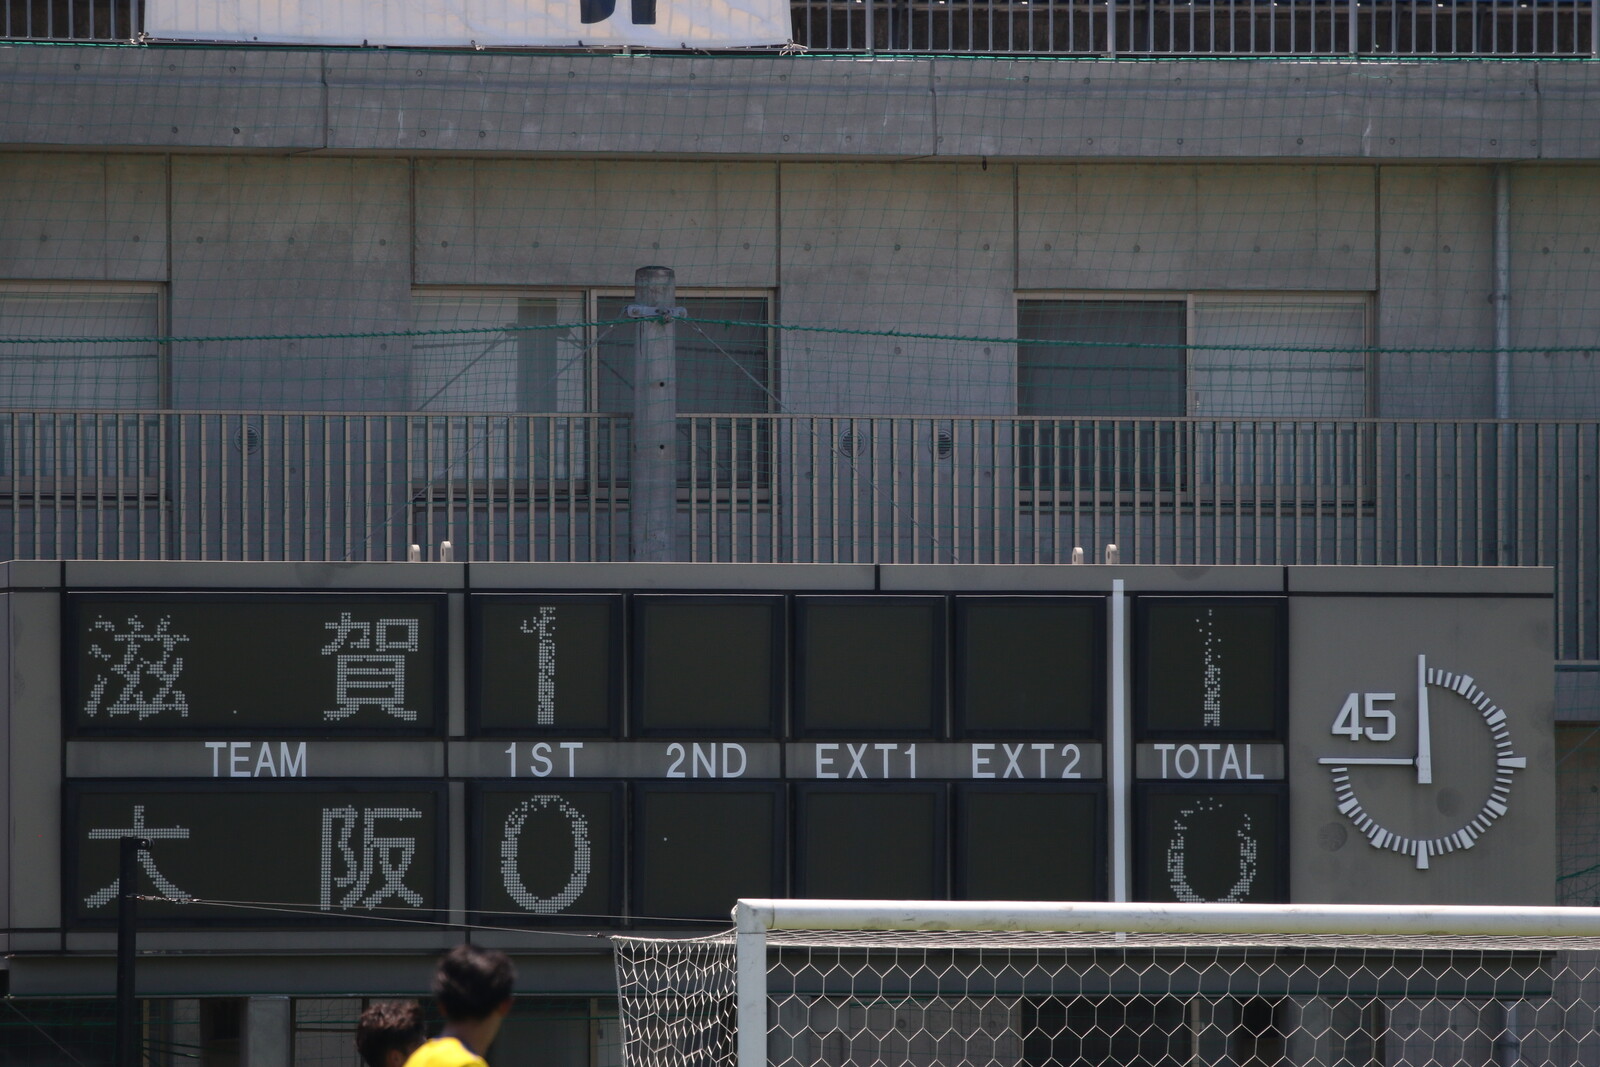 滋賀 1 1
TEAM 1ST 2ND EXT1 EXT2 TOTAL 45
大阪 0 0